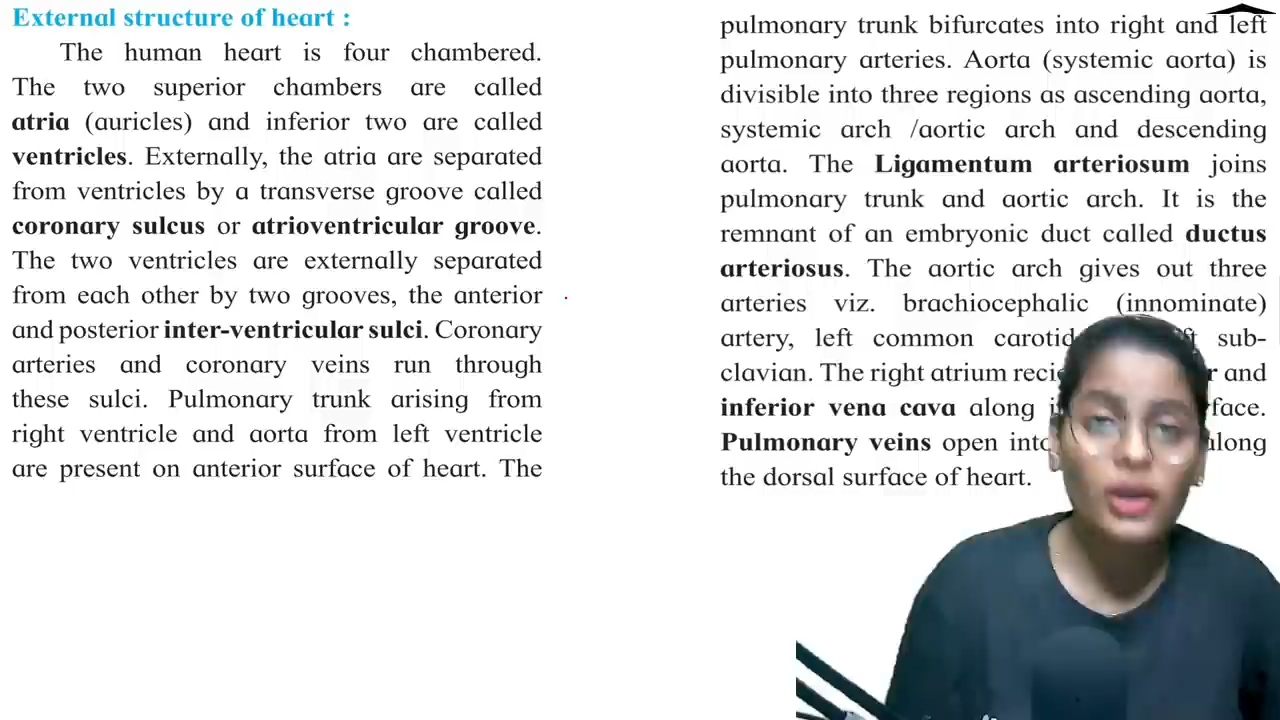 External structure of heart :
The human heart is four chambered.
The two superior chambers are called
atria (auricles) and inferior two are called
ventricles. Externally, the atria are separated
from ventricles by a transverse groove called
coronary sulcus or atrioventricular groove.
The two ventricles are externally separated
from each other by two grooves, the anterior
and posterior inter-ventricular sulci. Coronary
arteries and coronary veins run through
these sulci. Pulmonary trunk arising from
right ventricle and aorta from left ventricle
are present on anterior surface of heart. The
pulmonary trunk bifurcates into right and left
pulmonary arteries. Aorta (systemic aorta) is
divisible into three regions as ascending aorta,
systemic arch /aortic arch and descending
aorta. The Ligamentum arteriosum joins
pulmonary trunk and aortic arch. It is the
remnant of an embryonic duct called ductus
arteriosus. The aortic arch gives out three
arteries viz. brachiocephalic (innominate)
artery, left common carotid sub-
clavian. The right atrium and
inferior vena cava along
Pulmonary veins open along
the dorsal surface of heart.